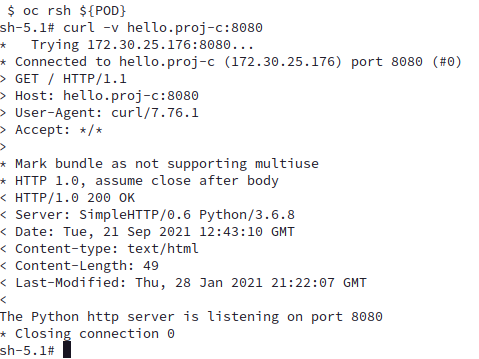 $ oc rsh ${POD}
sh-5.1# curl -v hello.proj-c:8080
*   Trying 172.30.25.176:8080...
* Connected to hello.proj-c (172.30.25.176) port 8080 (#0)
> GET / HTTP/1.1
> Host: hello.proj-c:8080
> User-Agent: curl/7.76.1
> Accept: */*
>
* Mark bundle as not supporting multiuse
* HTTP 1.0, assume close after body
< HTTP/1.0 200 OK
< Server: SimpleHTTP/0.6 Python/3.6.8
< Date: Tue, 21 Sep 2021 12:43:10 GMT
< Content-type: text/html
< Content-Length: 49
< Last-Modified: Thu, 28 Jan 2021 21:22:07 GMT
<
The Python http server is listening on port 8080
* Closing connection 0
sh-5.1#